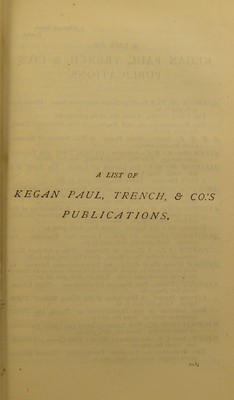 A LIST OF
KEGAN PAUL, TRENCH, & CO.'S
PUBLICATIONS.